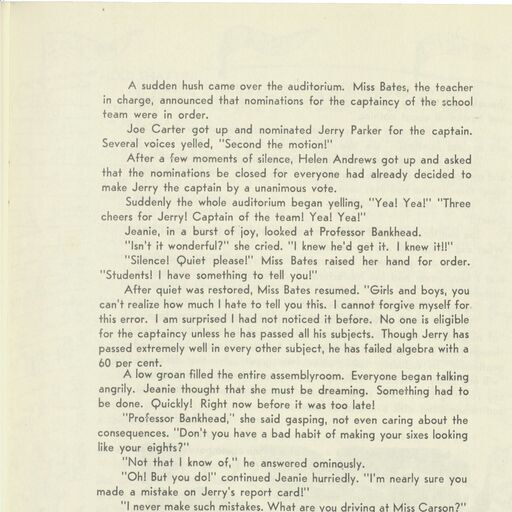 A sudden hush came over the auditorium. Miss Bates, the teacher
in charge, announced that nominations for the captaincy of the school
team were in order.
Joe Carter got up and nominated Jerry Parker for the captain.
Several voices yelled, "Second the motion!"
After a few moments of silence, Helen Andrews got up and asked
that the nominations be closed for everyone had already decided to
make Jerry the captain by a unanimous vote.
Suddenly the whole auditorium began yelling, "Yea! Yea!" "Three
cheers for Jerry! Captain of the team! Yea! Yea!"
Jeanie, in a burst of joy, looked at Professor Bankhead.
"Isn't it wonderful?" she cried. "I knew he'd get it. I knew it!!"
"Silence! Quiet please!" Miss Bates raised her hand for order.
"Students! I have something to tell you!"
After quiet was restored, Miss Bates resumed. "Girls and boys, you
can't realize how much I hate to tell you this. I cannot forgive myself for
this error. I am surprised I had not noticed it before. No one is eligible
for the captaincy unless he has passed all his subjects. Though Jerry has
passed extremely well in every other subject, he has failed algebra with a
60 per cent.
A low groan filled the entire assemblyroom. Everyone began talking
angrily. Jeanie thought that she must be dreaming. Something had to
be done. Quickly! Right now before it was too late!
"Professor Bankhead," she said gasping, not even caring about the
consequences. "Don't you have a bad habit of making your sixes looking
like your eights?"
"Not that I know of," he answered ominously.
"Oh! But you do!" continued Jeanie hurriedly. "I'm nearly sure you
made a mistake on Jerry's report card!"
"I never make such mistakes. What are you driving at Miss Carson?"